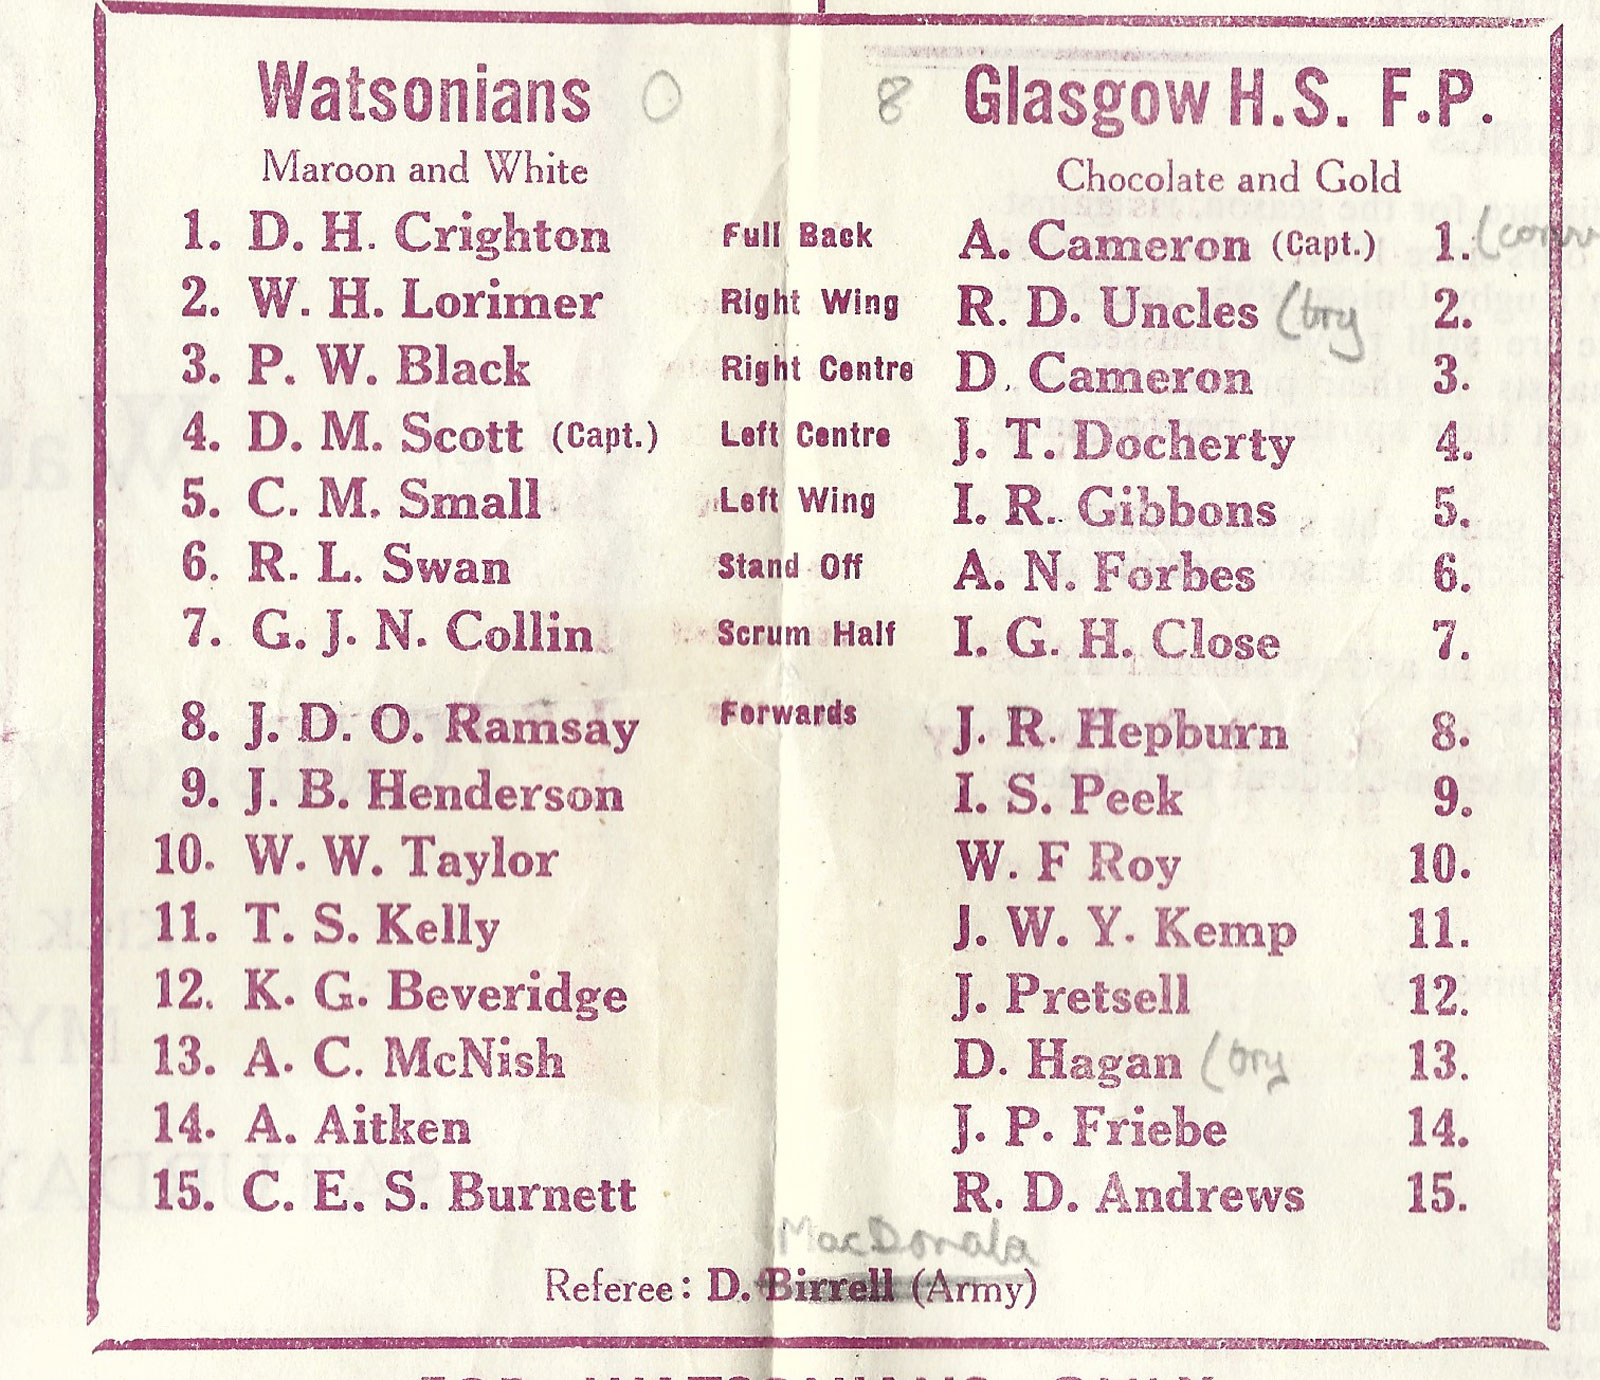 Watsonians 0 8 Glasgow H.S. F.P.
Maroon and White Chocolate and Gold
1. D. H. Crighton Full Back A. Cameron (Capt.) 1.
2. W. H. Lorimer Right Wing R. D. Uncles (try 2.
3. P. W. Black Right Centre D. Cameron 3.
4. D. M. Scott (Capt.) Left Centre J. T. Docherty 4.
5. C. M. Small Left Wing I. R. Gibbons 5.
6. R. L. Swan Stand Off A. N. Forbes 6.
7. G. J. N. Collin Scrum Half I. G. H. Close 7.
8. J. D. O. Ramsay Forwards J. R. Hepburn 8.
9. J. B. Henderson I. S. Peek 9.
10. W. W. Taylor W. F Roy 10.
11. T. S. Kelly J. W. Y. Kemp 11.
12. K. G. Beveridge J. Pretsell 12.
13. A. C. McNish D. Hagan (try 13.
14. A. Aitken J. P. Friebe 14.
15. C. E. S. Burnett R. D. Andrews 15.
MacDonald
Referee: D. Birrell (Army)